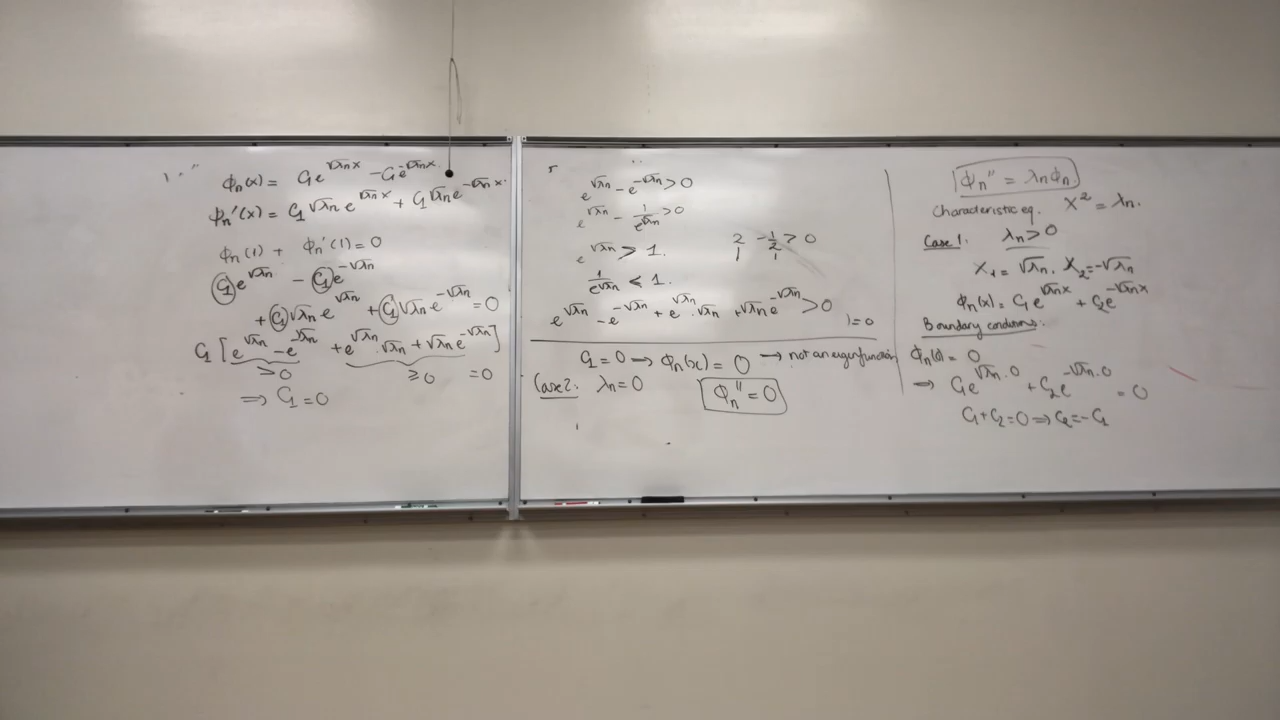 ϕn(x) = C₁e^{√λn x} - C₁e^{-√λn x}.
ϕn'(x) = C₁√λn e^{√λn x} + C₁√λn e^{-√λn x}.
ϕn(1) + ϕn'(1) = 0
C₁e^{√λn} - C₁e^{-√λn}
+ C₁√λn e^{√λn} + C₁√λn e^{-√λn} = 0
C₁ [e^{√λn} - e^{-√λn} + e^{√λn}.√λn + √λn e^{-√λn}]
> 0 ≥ 0 = 0
⇒ C₁ = 0
e^{√λn} - e^{-√λn} > 0
e^{√λn} - 1/e^{√λn} > 0
e^{√λn} > 1. 2/1 - 1/2 > 0
1/e^{√λn} < 1.
e^{√λn} - e^{-√λn} + e^{√λn}.√λn + √λn e^{-√λn} > 0
) = 0
C₁ = 0 → ϕn(x) = 0 → not an eigenfunction
Case 2: λn = 0 ϕn'' = 0
ϕn'' = λnϕn
Characteristic eq. X² = λn.
Case 1. λn > 0
X₁ = √λn. X₂ = -√λn
ϕn(x) = C₁e^{√λn x} + C₂e^{-√λn x}
Boundary conditions:
ϕn(0) = 0
⇒ C₁e^{√λn.0} + C₂e^{-√λn.0} = 0
C₁+C₂ = 0 ⇒ C₂ = -C₁